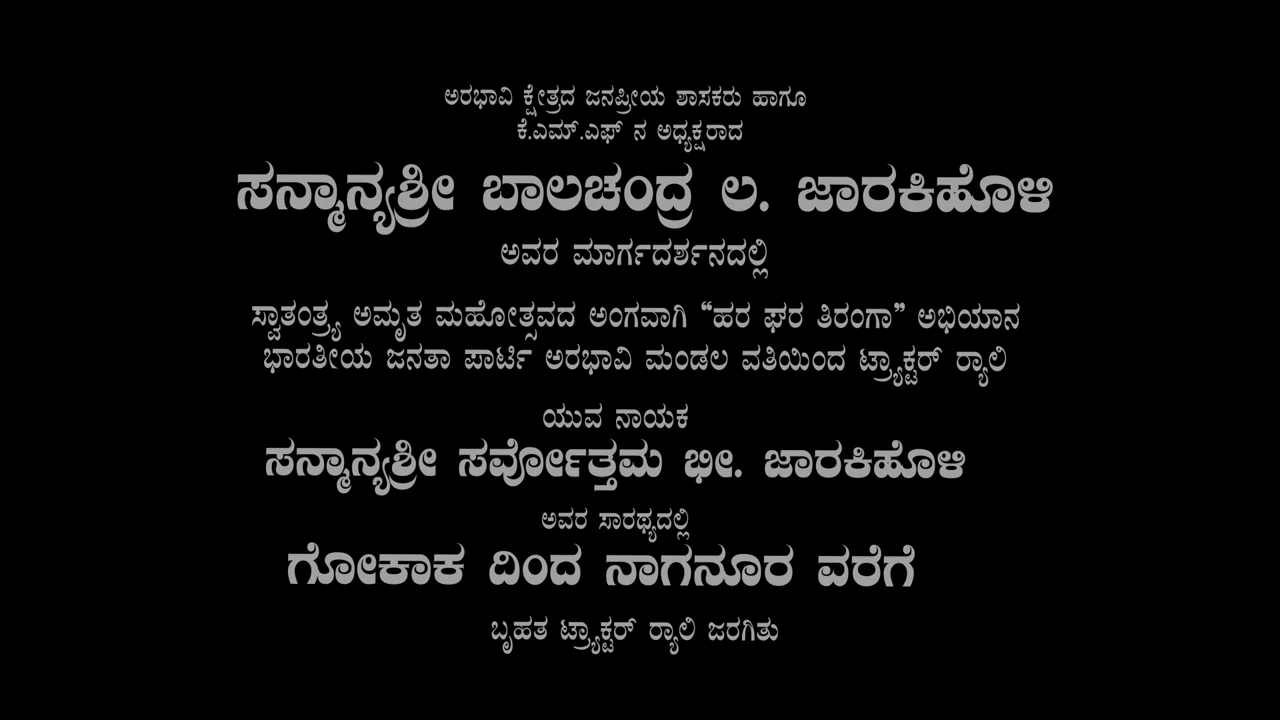 ಅರಭಾವಿ ಕ್ಷೇತ್ರದ ಜನಪ್ರೀಯ ಶಾಸಕರು ಹಾಗೂ
ಕೆ.ಎಮ್.ಎಫ್ ನ ಅಧ್ಯಕ್ಷರಾದ
ಸನ್ಮಾನ್ಯಶ್ರೀ ಬಾಲಚಂದ್ರ ಲ. ಜಾರಕಿಹೊಳಿ
ಅವರ ಮಾರ್ಗದರ್ಶನದಲ್ಲಿ
ಸ್ವಾತಂತ್ರ್ಯ ಅಮೃತ ಮಹೋತ್ಸವದ ಅಂಗವಾಗಿ “ಹರ ಘರ ತಿರಂಗಾ” ಅಭಿಯಾನ
ಭಾರತೀಯ ಜನತಾ ಪಾರ್ಟಿ ಅರಭಾವಿ ಮಂಡಲ ವತಿಯಿಂದ ಟ್ರ್ಯಾಕ್ಟರ್ ರ‍್ಯಾಲಿ
ಯುವ ನಾಯಕ
ಸನ್ಮಾನ್ಯಶ್ರೀ ಸರ್ವೋತ್ತಮ ಭೀ. ಜಾರಕಿಹೊಳಿ
ಅವರ ಸಾರಥ್ಯದಲ್ಲಿ
ಗೋಕಾಕ ದಿಂದ ನಾಗನೂರ ವರೆಗೆ
ಬೃಹತ ಟ್ರ್ಯಾಕ್ಟರ್ ರ‍್ಯಾಲಿ ಜರಗಿತು